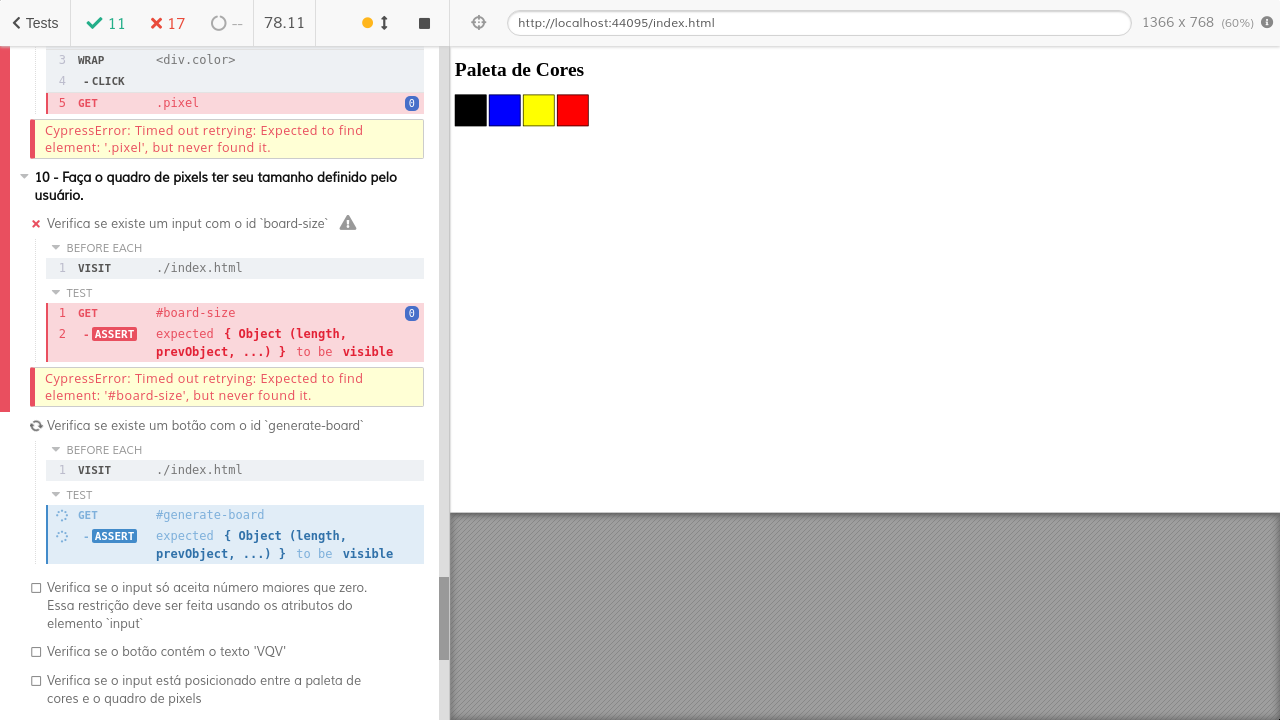 Tests 11 17 -- 78.11 http://localhost:44095/index.html 1366 x 768 (60%)
3 WRAP <div.color>
4 - CLICK
5 GET .pixel 0
CypressError: Timed out retrying: Expected to find
element: '.pixel', but never found it.
10 - Faça o quadro de pixels ter seu tamanho definido pelo
usuário.
Verifica se existe um input com o id `board-size`
BEFORE EACH
1 VISIT ./index.html
TEST
1 GET #board-size 0
2 - ASSERT expected { Object (length,
prevObject, ...) } to be visible
CypressError: Timed out retrying: Expected to find
element: '#board-size', but never found it.
Verifica se existe um botão com o id `generate-board`
BEFORE EACH
1 VISIT ./index.html
TEST
GET #generate-board
- ASSERT expected { Object (length,
prevObject, ...) } to be visible
Verifica se o input só aceita número maiores que zero.
Essa restrição deve ser feita usando os atributos do
elemento `input`
Verifica se o botão contém o texto 'VQV'
Verifica se o input está posicionado entre a paleta de
cores e o quadro de pixels
Paleta de Cores